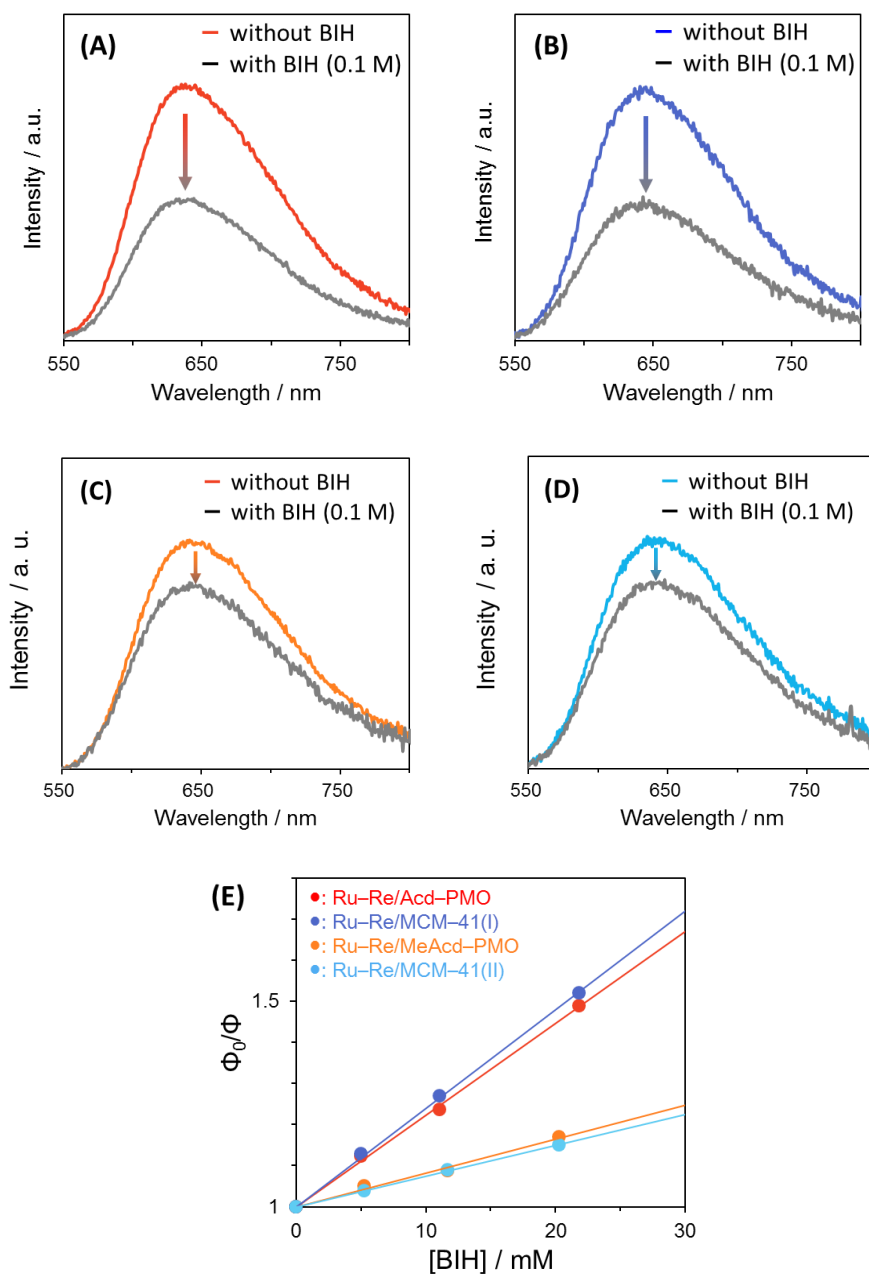 (A)
without BIH
with BIH (0.1 M)
Intensity / a.u.
550
650
750
Wavelength / nm
(B)
without BIH
with BIH (0.1 M)
Intensity / a.u.
550
650
750
Wavelength / nm
(C)
without BIH
with BIH (0.1 M)
Intensity / a. u.
550
650
750
Wavelength / nm
(D)
without BIH
with BIH (0.1 M)
Intensity / a. u.
550
650
750
Wavelength / nm
(E)
: Ru–Re/Acd–PMO
: Ru–Re/MCM–41(I)
: Ru–Re/MeAcd–PMO
: Ru–Re/MCM–41(II)
Φ0/Φ
1.5
1
0
10
20
30
[BIH] / mM